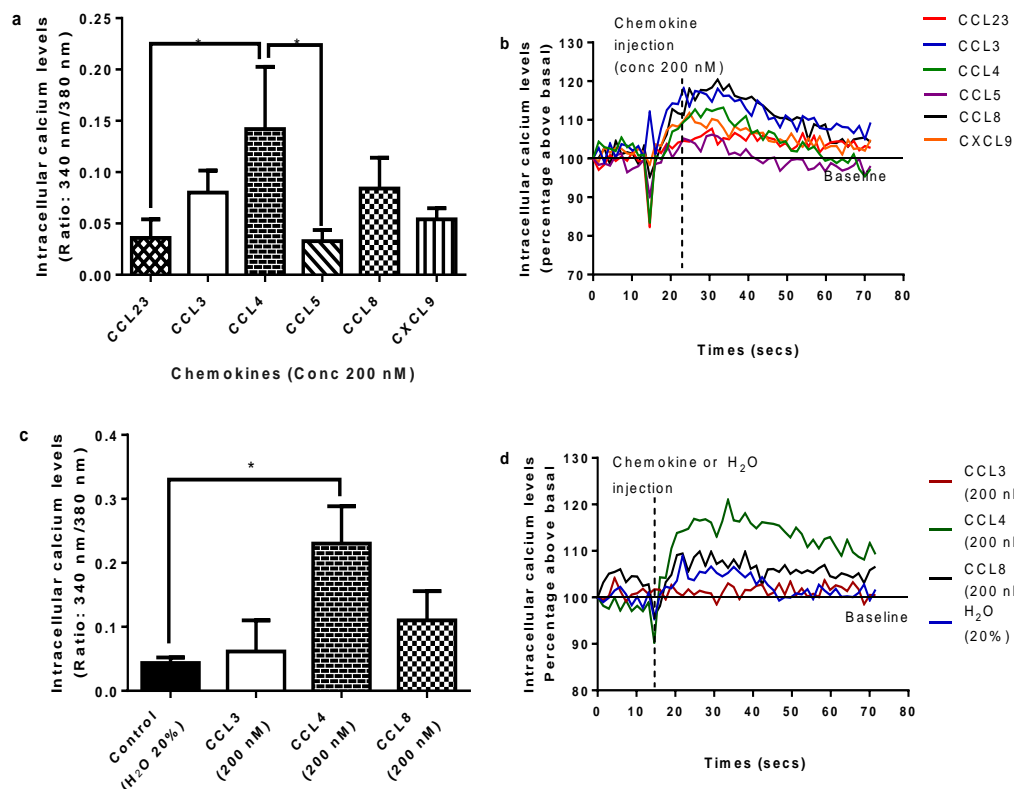 a
Intracellular calcium levels
(Ratio: 340 nm/380 nm)
0.25
0.20
0.15
0.10
0.05
0.00
*
*
CCL23
CCL3
CCL4
CCL5
CCL8
CXCL9
Chemokines (Conc 200 nM)
b
Intracellular calcium levels
(percentage above basal)
130
120
110
100
90
80
70
Chemokine
injection
(conc 200 nM)
Baseline
0 10 20 30 40 50 60 70 80
Times (secs)
CCL23
CCL3
CCL4
CCL5
CCL8
CXCL9
c
Intracellular calcium levels
(Ratio: 340 nm/380 nm)
0.4
0.3
0.2
0.1
0.0
*
Control
(H₂O 20%)
CCL3
(200 nM)
CCL4
(200 nM)
CCL8
(200 nM)
d
Intracellular calcium levels
Percentage above basal
130
120
110
100
90
80
Chemokine or H₂O
injection
Baseline
0 10 20 30 40 50 60 70 80
Times (secs)
CCL3
(200
CCL4
(200
CCL8
(200
H₂O
(20%)